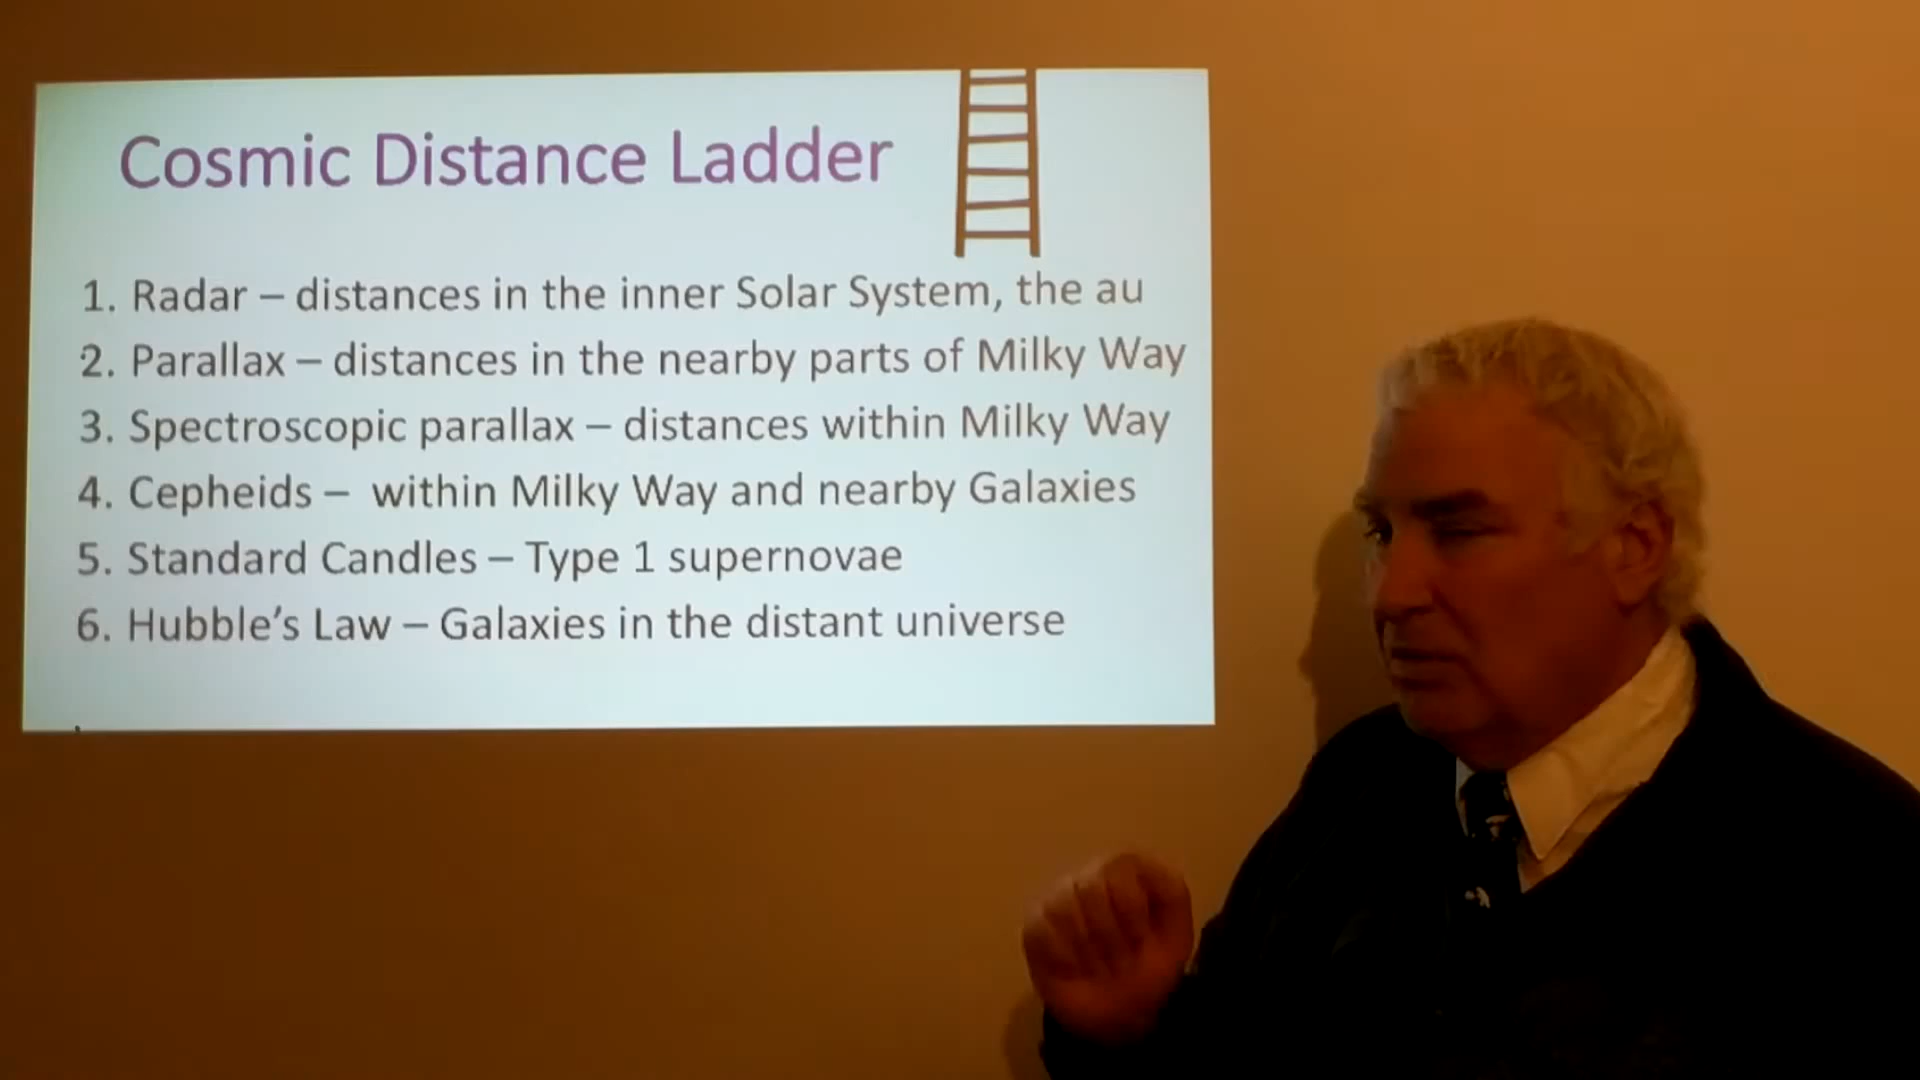 Cosmic Distance Ladder
1. Radar – distances in the inner Solar System, the au
2. Parallax – distances in the nearby parts of Milky Way
3. Spectroscopic parallax – distances within Milky Way
4. Cepheids – within Milky Way and nearby Galaxies
5. Standard Candles – Type 1 supernovae
6. Hubble's Law – Galaxies in the distant universe